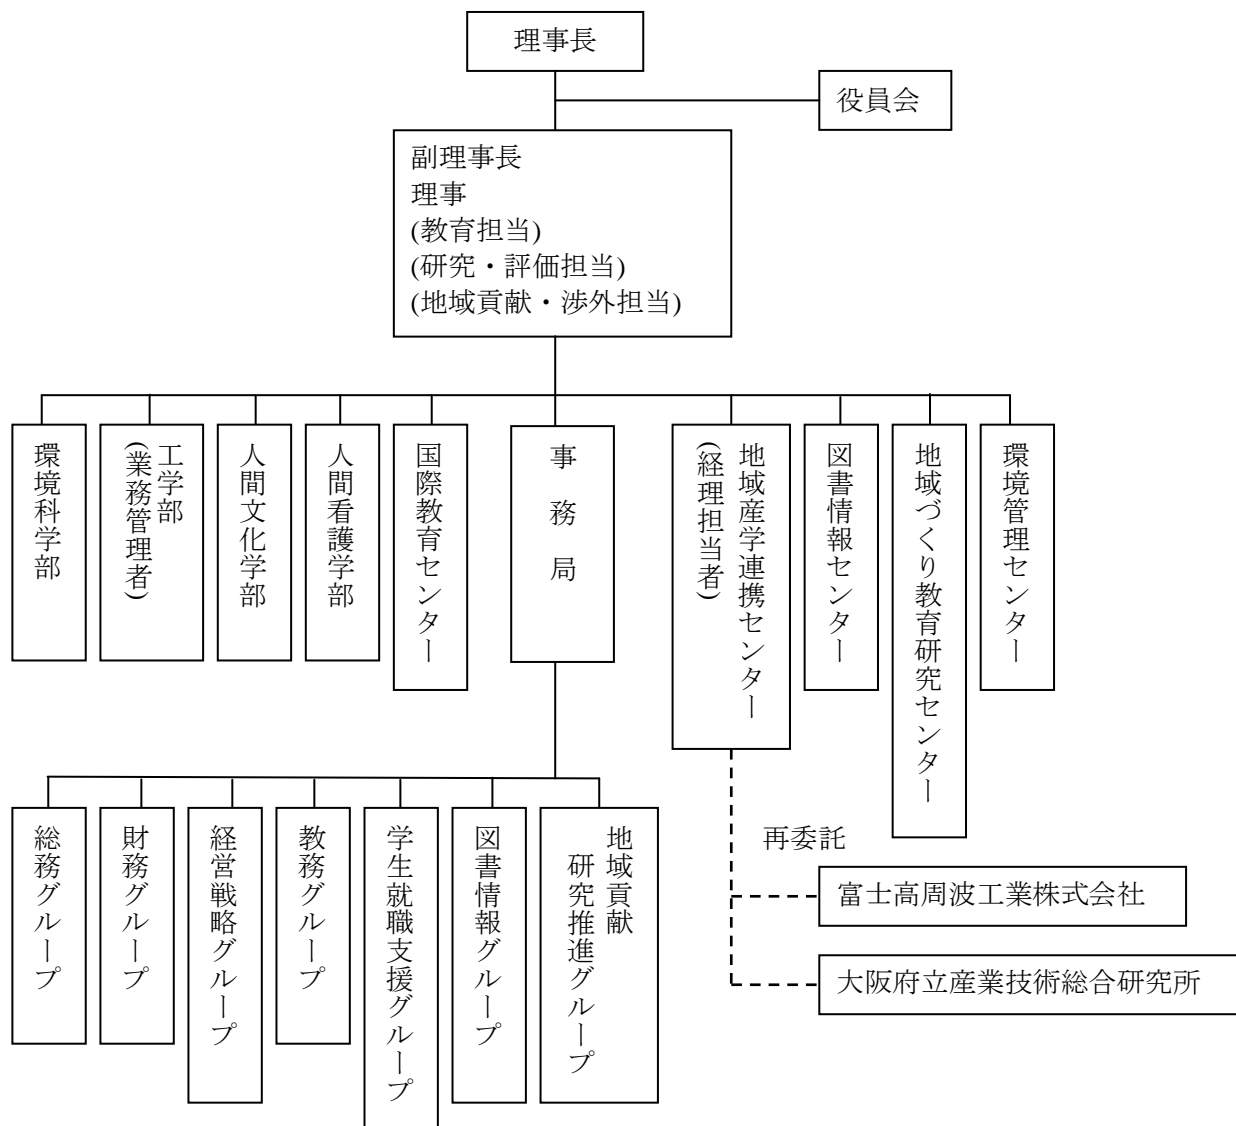 理事長
役員会
副理事長
理事
(教育担当)
(研究・評価担当)
(地域貢献・渉外担当)
環境科学部
工学部
(業務管理者)
人間文化学部
人間看護学部
国際教育センター
事務局
地域産学連携センター
(経理担当者)
図書情報センター
地域づくり教育研究センター
環境管理センター
総務グループ
財務グループ
経営戦略グループ
教務グループ
学生就職支援グループ
図書情報グループ
地域貢献
研究推進グループ
再委託
富士高周波工業株式会社
大阪府立産業技術総合研究所